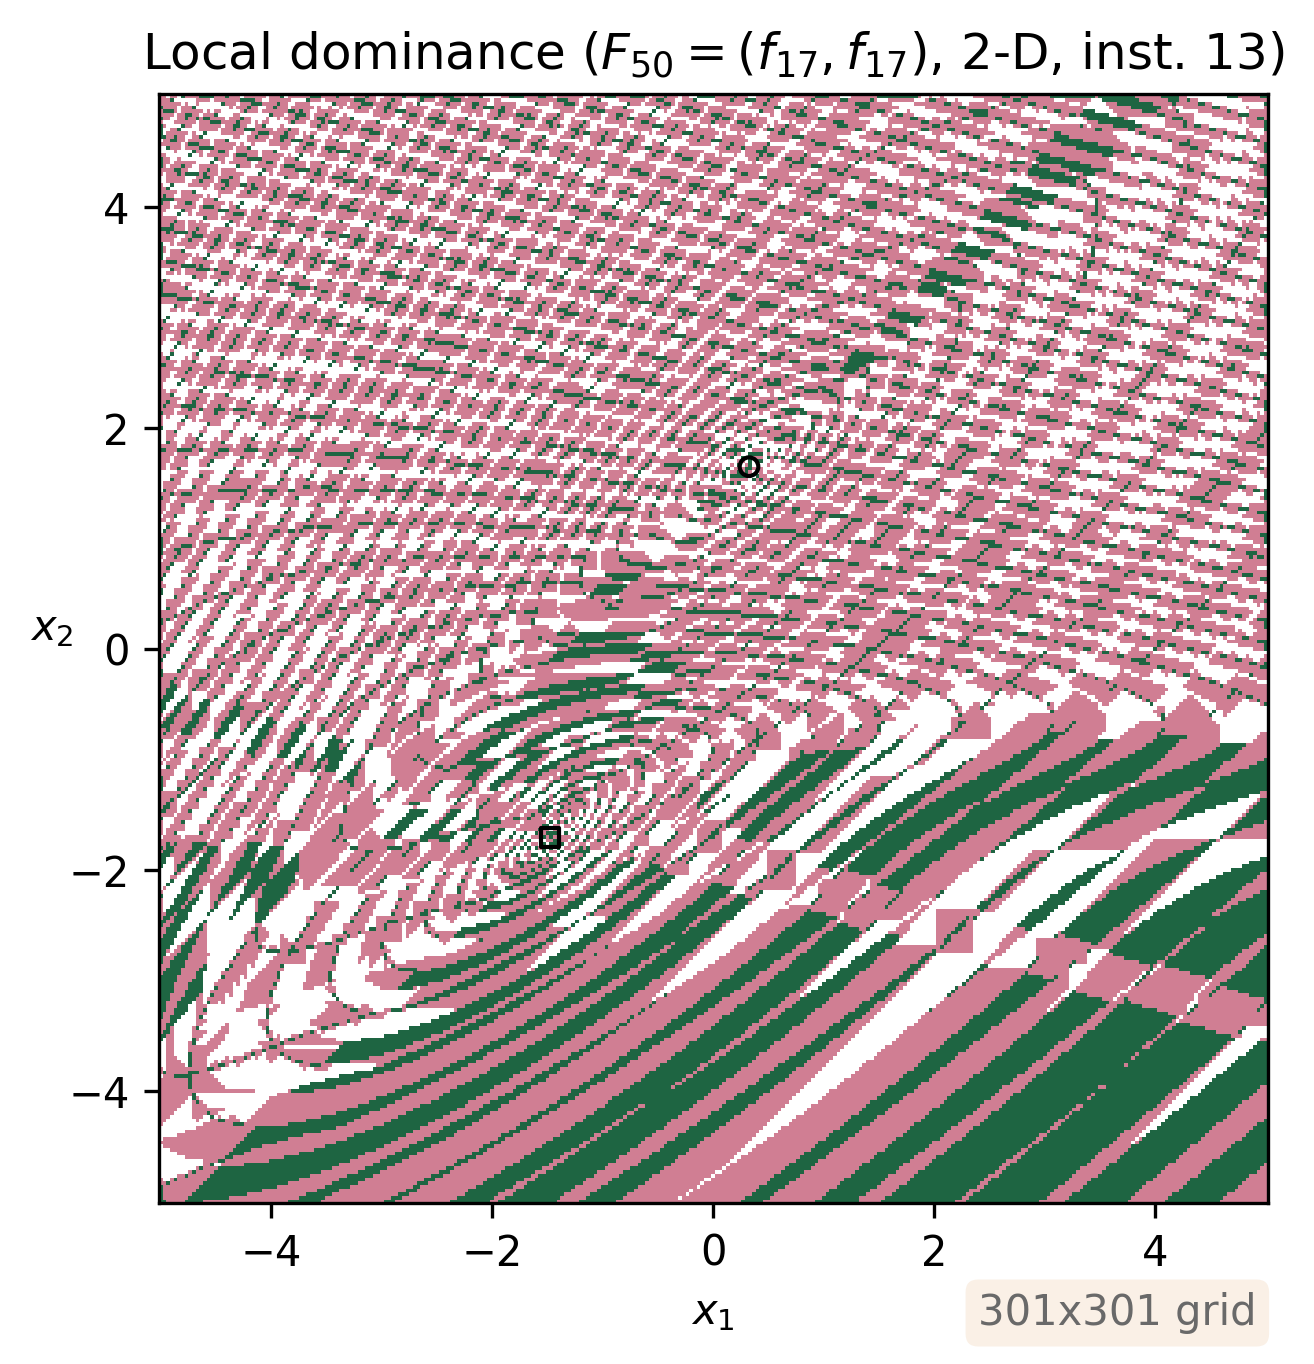 Local dominance (F₅₀ = (f₁₇, f₁₇), 2-D, inst. 13)
4
2
x₂
0
−2
−4
−4 −2 0 2 4
x₁
301x301 grid